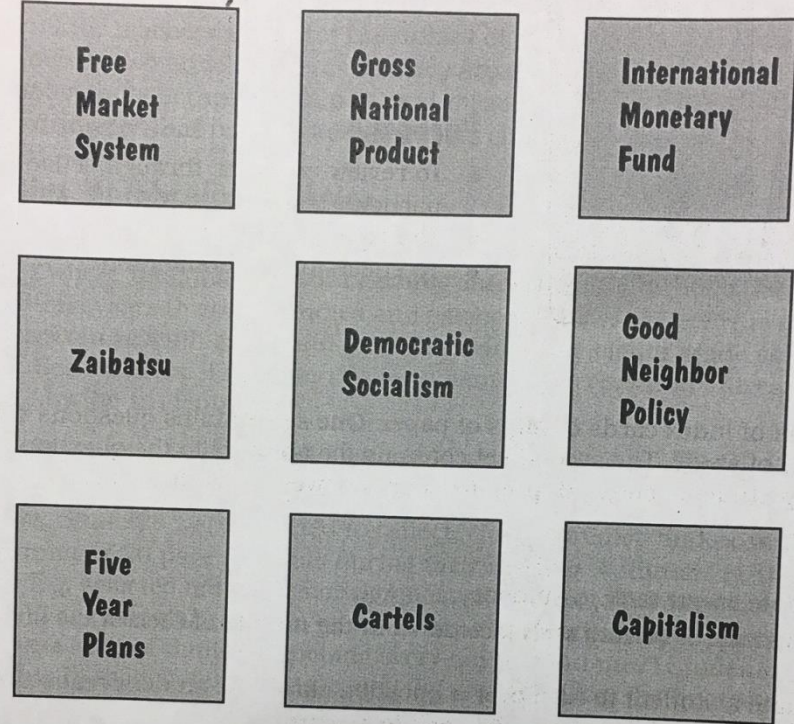 Free
Market
System
Gross
National
Product
International
Monetary
Fund
Zaibatsu
Democratic
Socialism
Good
Neighbor
Policy
Five
Year
Plans
Cartels
Capitalism